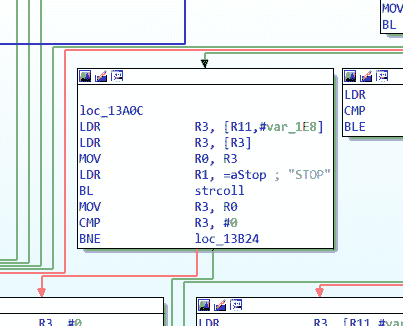 MOV
BL
loc_13A0C
LDR R3, [R11,#var_1E8]
LDR R3, [R3]
MOV R0, R3
LDR R1, =aStop ; "STOP"
BL strcoll
MOV R3, R0
CMP R3, #0
BNE loc_13B24
LDR
CMP
BLE
R3, #0
LDR R3, [R11,#va